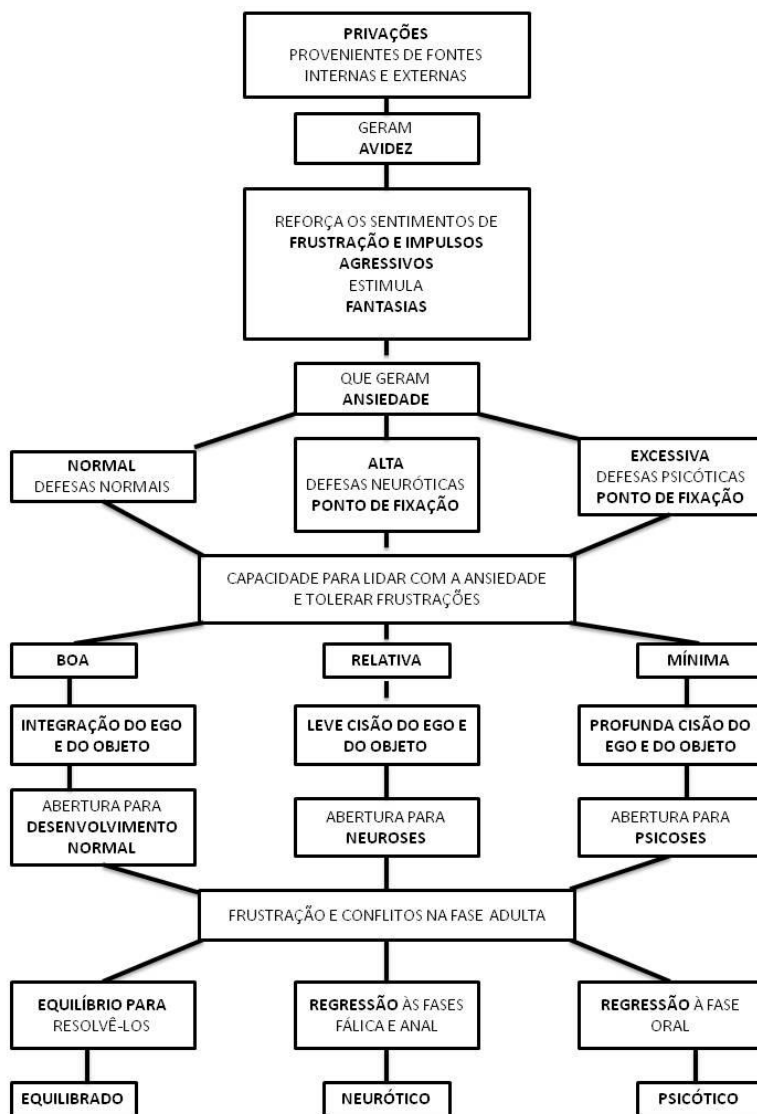 PRIVAÇÕES
PROVENIENTES DE FONTES
INTERNAS E EXTERNAS
GERAM
AVIDEZ
REFORÇA OS SENTIMENTOS DE
FRUSTRAÇÃO E IMPULSOS
AGRESSIVOS
ESTIMULA
FANTASIAS
QUE GERAM
ANSIEDADE
NORMAL
DEFESAS NORMAIS
ALTA
DEFESAS NEURÓTICAS
PONTO DE FIXAÇÃO
EXCESSIVA
DEFESAS PSICÓTICAS
PONTO DE FIXAÇÃO
CAPACIDADE PARA LIDAR COM A ANSIEDADE
E TOLERAR FRUSTRAÇÕES
BOA
RELATIVA
MÍNIMA
INTEGRAÇÃO DO EGO
E DO OBJETO
LEVE CISÃO DO EGO E
DO OBJETO
PROFUNDA CISÃO DO
EGO E DO OBJETO
ABERTURA PARA
DESENVOLVIMENTO
NORMAL
ABERTURA PARA
NEUROSES
ABERTURA PARA
PSICOSES
FRUSTRAÇÃO E CONFLITOS NA FASE ADULTA
EQUILÍBRIO PARA
RESOLVÊ-LOS
REGRESSÃO ÀS FASES
FÁLICA E ANAL
REGRESSÃO À FASE
ORAL
EQUILIBRADO
NEURÓTICO
PSICÓTICO